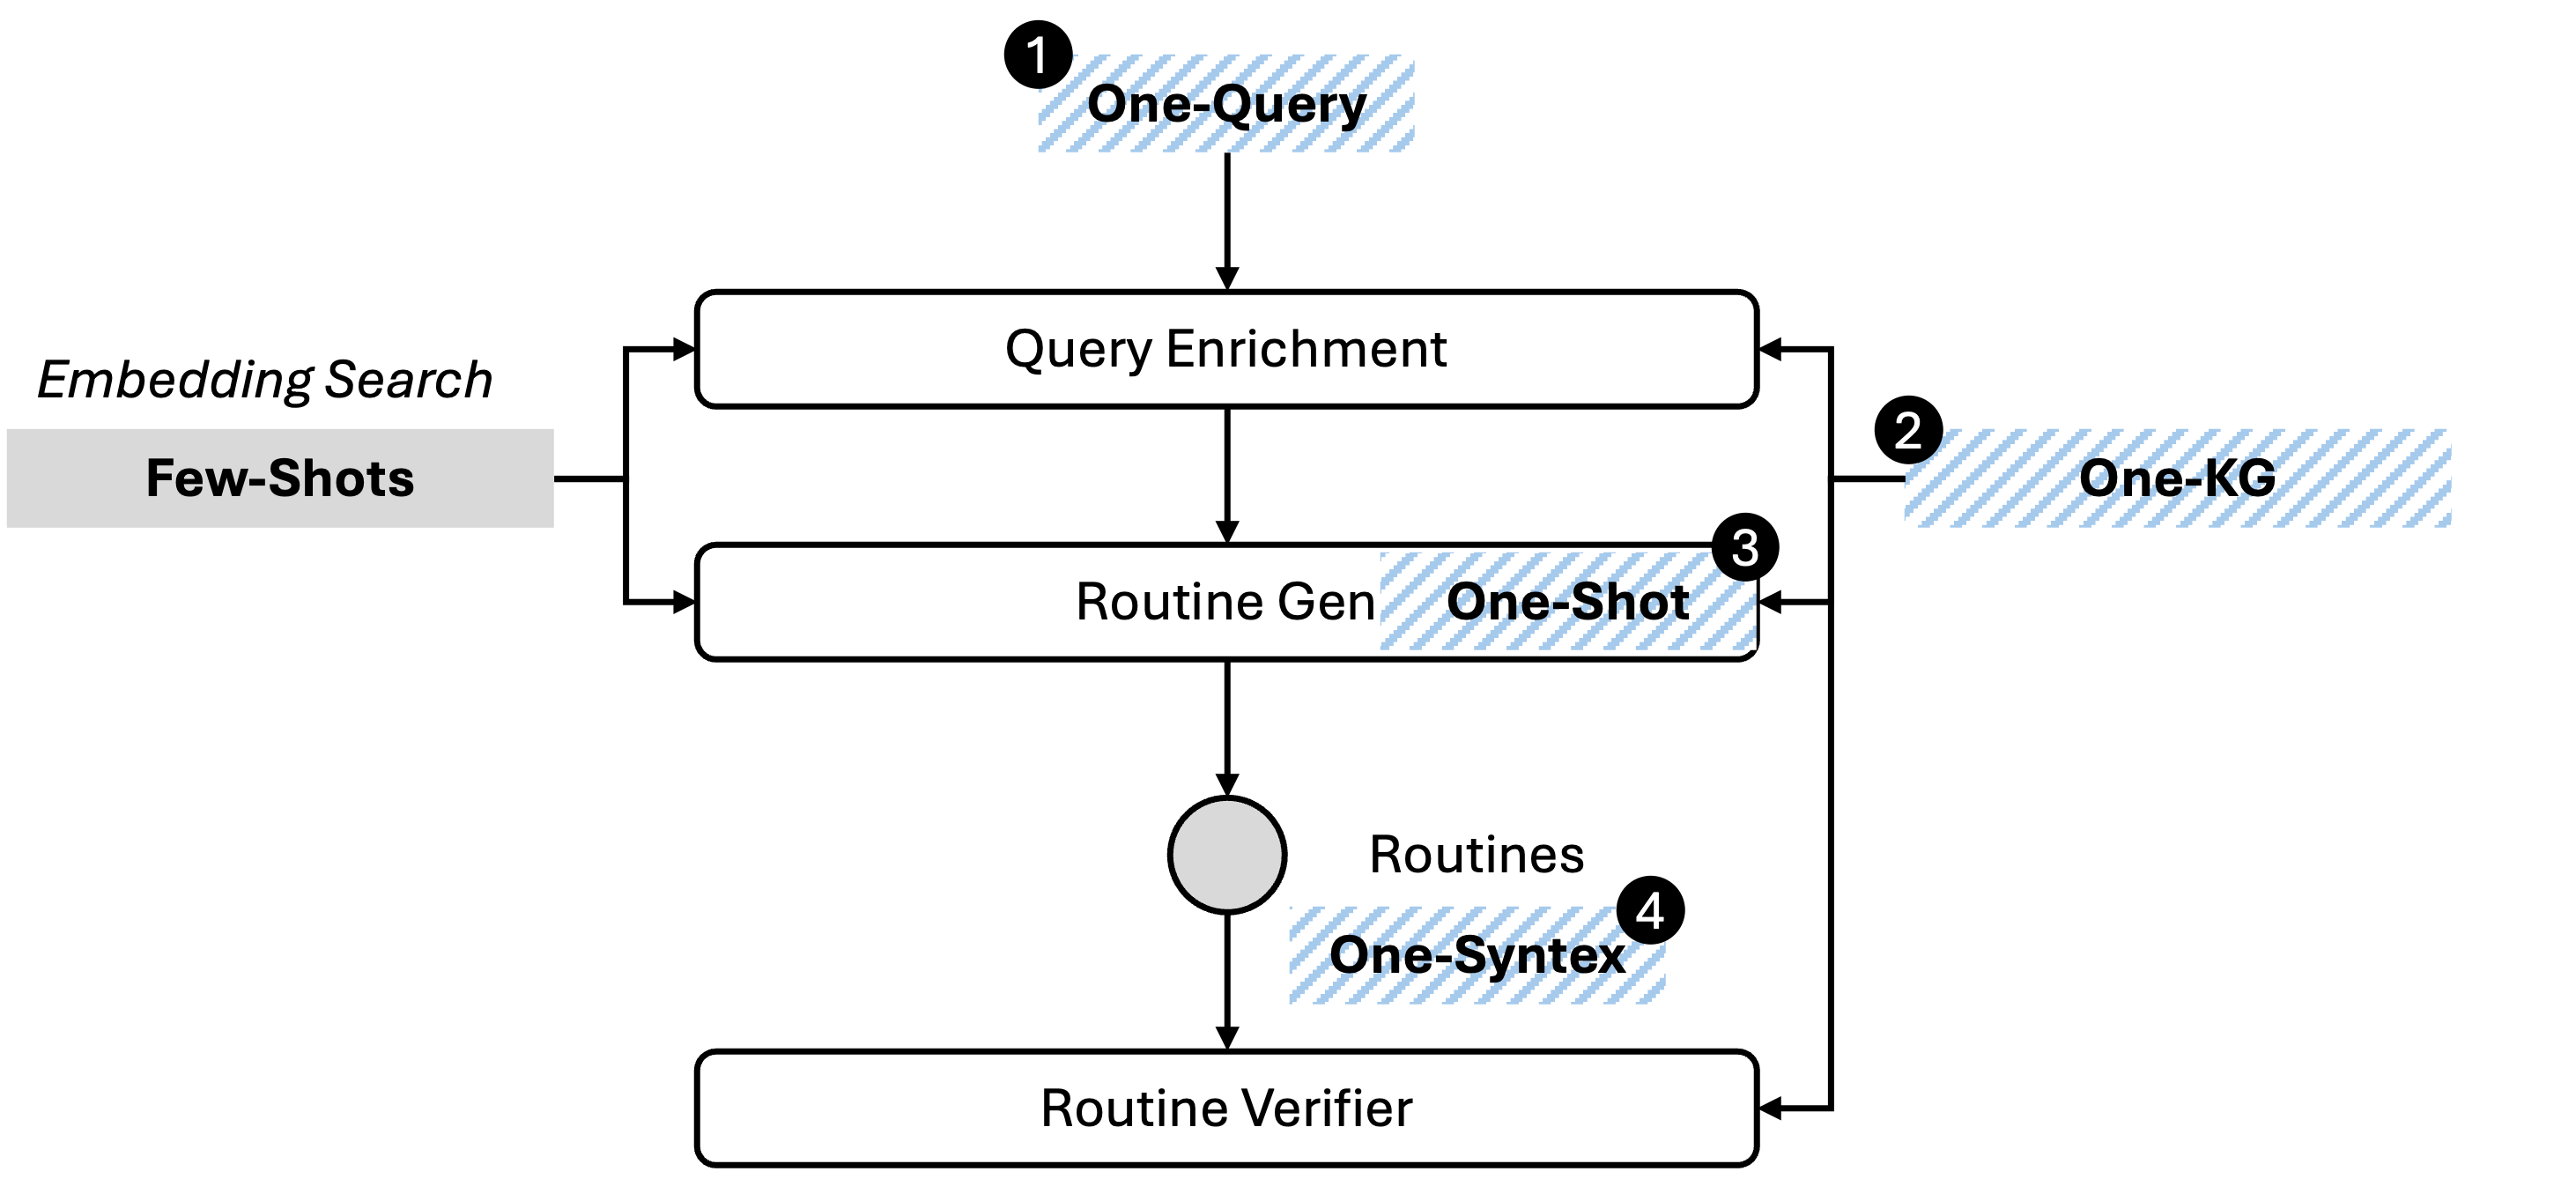 1
One-Query
Query Enrichment
Embedding Search
Few-Shots
2
One-KG
3
Routine Gen
One-Shot
Routines
4
One-Syntex
Routine Verifier